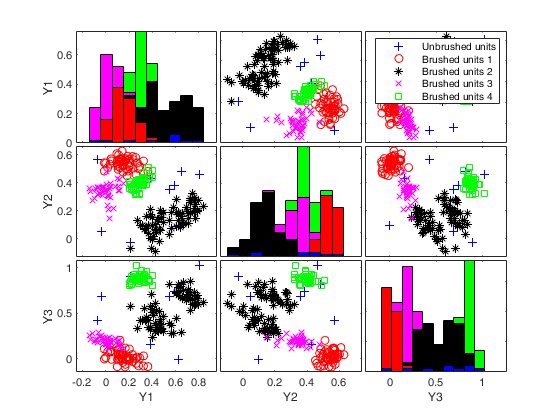 Unbrushed units
Brushed units 1
Brushed units 2
Brushed units 3
Brushed units 4
Y1
0.6
0.4
0.2
0
Y2
0.6
0.4
0.2
0
Y3
1
0.5
0
-0.2 0 0.2 0.4 0.6 0.8
0 0.2 0.4 0.6
0 0.5 1
Y1 Y2 Y3